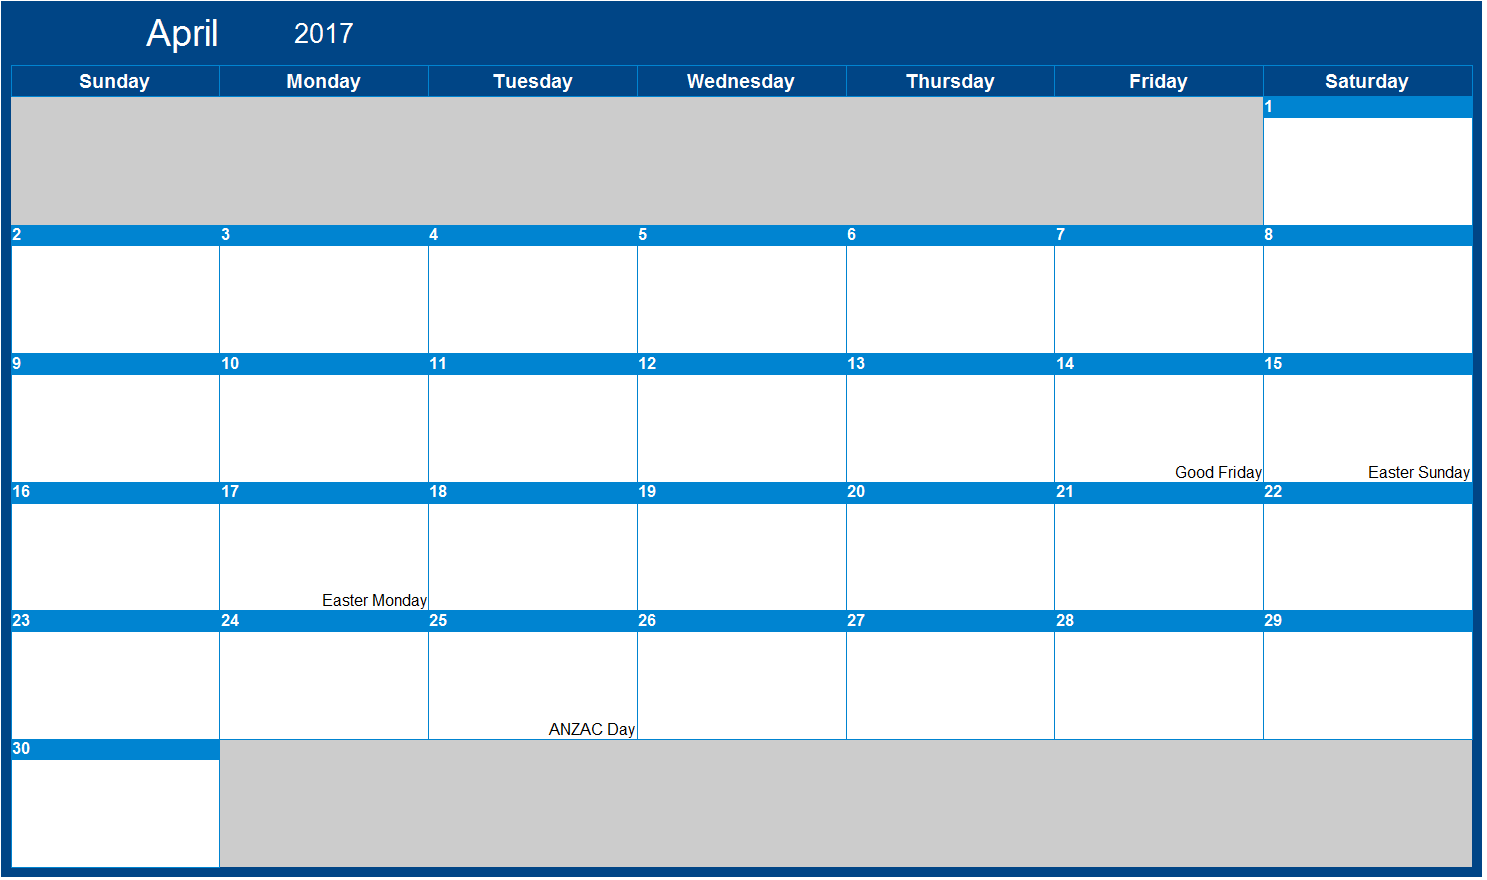 April 2017
Sunday Monday Tuesday Wednesday Thursday Friday Saturday
1
2 3 4 5 6 7 8
9 10 11 12 13 14 15
Good Friday Easter Sunday
16 17 18 19 20 21 22
Easter Monday
23 24 25 26 27 28 29
ANZAC Day
30